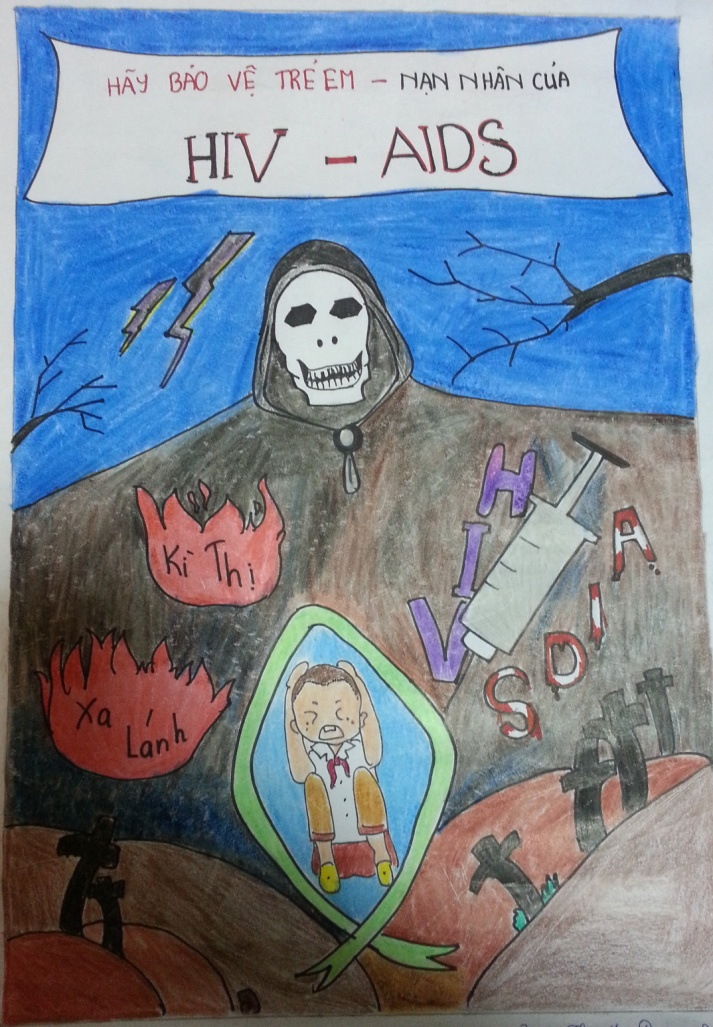 HÃY BẢO VỆ TRẺ EM - NẠN NHÂN CỦA
HIV - AIDS
Kì Thị
Xa Lánh
HIV
AIDS